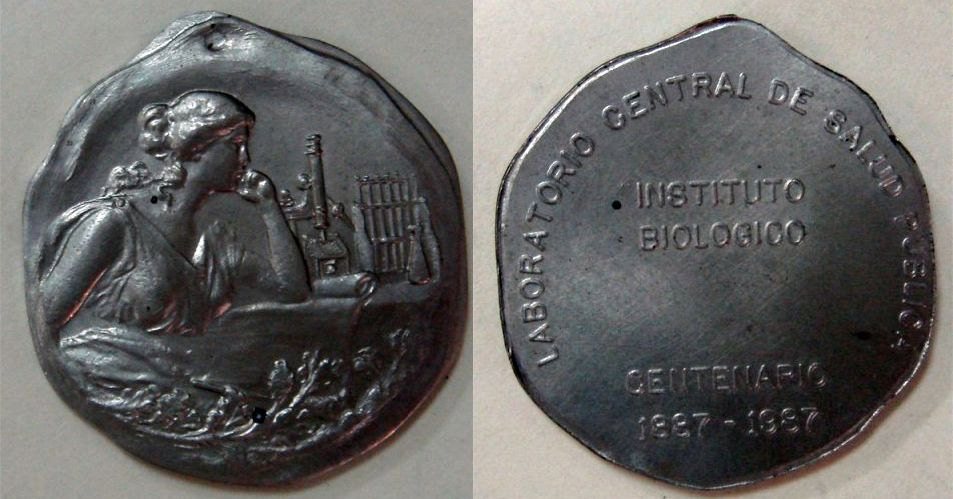 LABORATORIO CENTRAL DE SALUD PUBLICA
INSTITUTO
BIOLOGICO
CENTENARIO
1887 - 1987